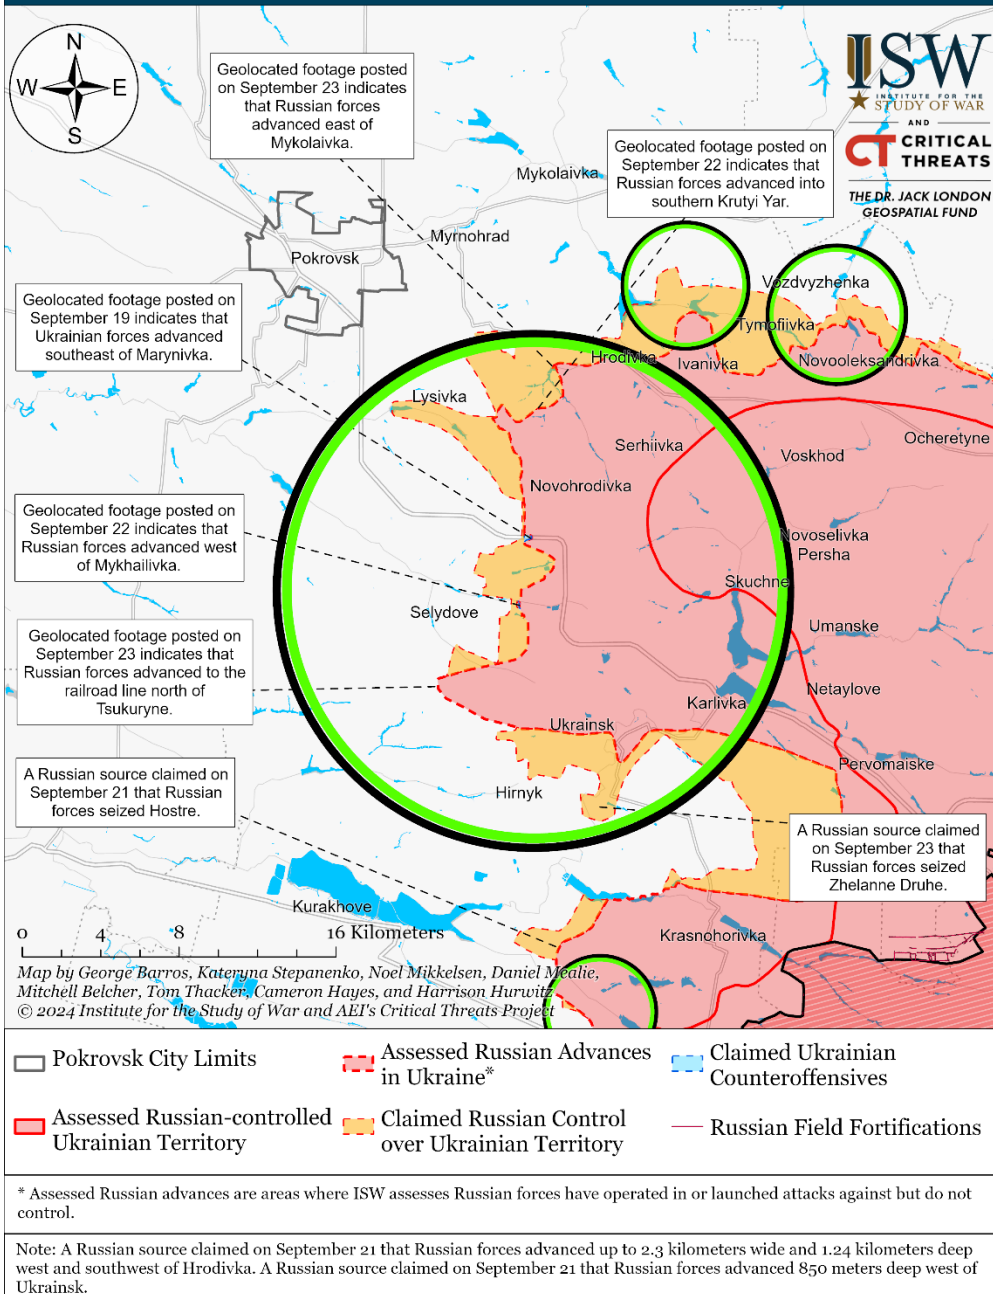 N
W
E
S
ISW
INSTITUTE FOR THE
STUDY OF WAR
AND
CT CRITICAL
THREATS
THE DR. JACK LONDON
GEOSPATIAL FUND
Geolocated footage posted
on September 23 indicates
that Russian forces
advanced east of
Mykolaivka.
Geolocated footage posted on
September 22 indicates that
Russian forces advanced into
southern Krutyi Yar.
Mykolaivka
Myrnohrad
Pokrovsk
Vozdvyzhenka
Geolocated footage posted on
September 19 indicates that
Ukrainian forces advanced
southeast of Marynivka.
Tymofiivka
Hrodivka
Ivanivka
Novooleksandrivka
Lysivka
Ocheretyne
Serhiivka
Voskhod
Novohrodivka
Geolocated footage posted on
September 22 indicates that
Russian forces advanced west
of Mykhailivka.
Novoselivka
Persha
Skuchne
Selydove
Umanske
Geolocated footage posted on
September 23 indicates that
Russian forces advanced to the
railroad line north of
Tsukuryne.
Netaylove
Karlivka
Ukrainsk
Pervomaiske
A Russian source claimed on
September 21 that Russian
forces seized Hostre.
Hirnyk
A Russian source claimed
on September 23 that
Russian forces seized
Zhelanne Druhe.
Kurakhove
Krasnohorivka
0 4 8 16 Kilometers
Map by George Barros, Kateryna Stepanenko, Noel Mikkelsen, Daniel Mealie,
Mitchell Belcher, Tom Thacker, Cameron Hayes, and Harrison Hurwitz
© 2024 Institute for the Study of War and AEI's Critical Threats Project
Pokrovsk City Limits
Assessed Russian Advances
in Ukraine*
Claimed Ukrainian
Counteroffensives
Assessed Russian-controlled
Ukrainian Territory
Claimed Russian Control
over Ukrainian Territory
Russian Field Fortifications
* Assessed Russian advances are areas where ISW assesses Russian forces have operated in or launched attacks against but do not
control.
Note: A Russian source claimed on September 21 that Russian forces advanced up to 2.3 kilometers wide and 1.24 kilometers deep
west and southwest of Hrodivka. A Russian source claimed on September 21 that Russian forces advanced 850 meters deep west of
Ukrainsk.